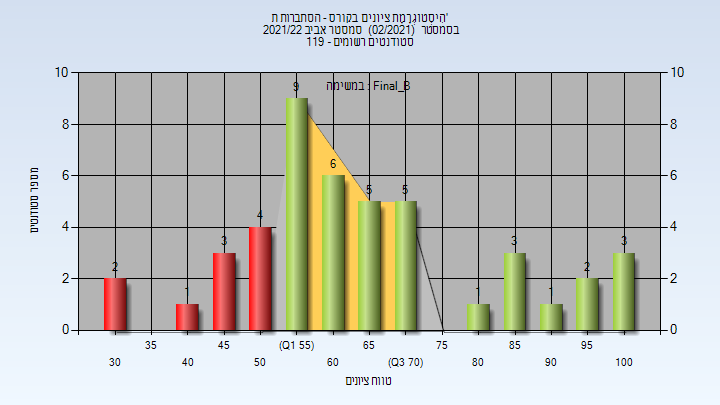 היסטוגרמת ציונים בקורס - הסתברות ת'
בסמסטר (02/2021) סמסטר אביב 2021/22
סטודנטים רשומים - 119
במשימה : Final_B
מספר סטודנטים
10 10
8 8
6 6
4 4
2 2
0 0
2 1 3 4 9 6 5 5 1 3 1 2 3
35 45 (Q1 55) 65 75 85 95
30 40 50 60 (Q3 70) 80 90 100
טווח ציונים